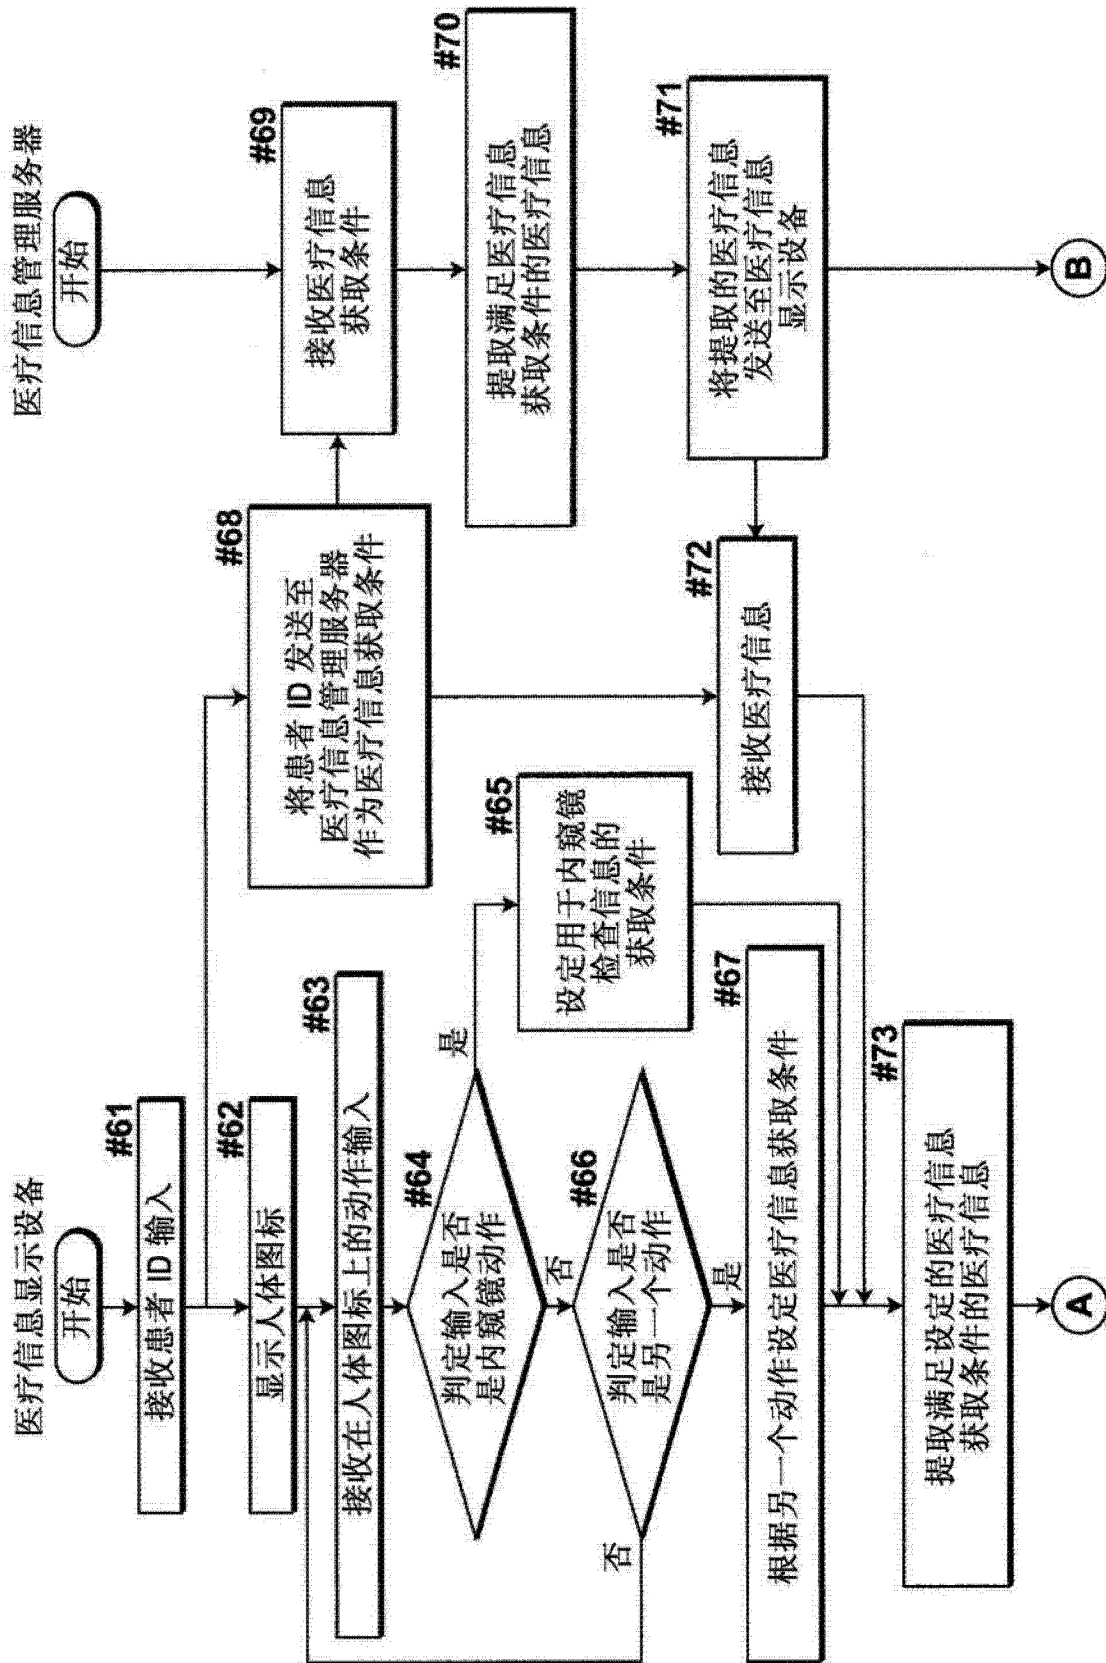 医疗信息显示设备
开始
#61
接收患者 ID 输入
#62
显示人体图标
#63
接收在人体图标上的动作输入
#64
判定输入是否
是内窥镜动作
是
否
#65
设定用于内窥镜
检查信息的
获取条件
#66
判定输入是否
是另一个动作
否
是
#67
根据另一个动作设定医疗信息获取条件
#68
将患者 ID 发送至
医疗信息管理服务器
作为医疗信息获取条件
#72
接收医疗信息
#73
提取满足设定的医疗信息
获取条件的医疗信息
A
医疗信息管理服务器
开始
#69
接收医疗信息
获取条件
#70
提取满足医疗信息
获取条件的医疗信息
#71
将提取的医疗信息
发送至医疗信息
显示设备
B